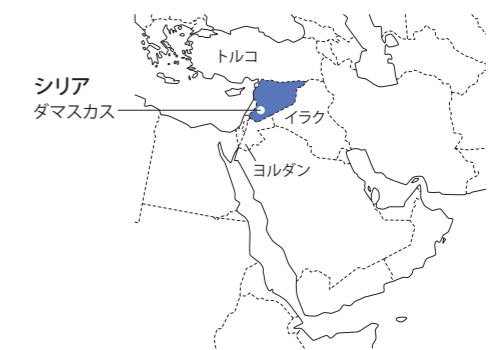 トルコ
シリア
ダマスカス
イラク
ヨルダン